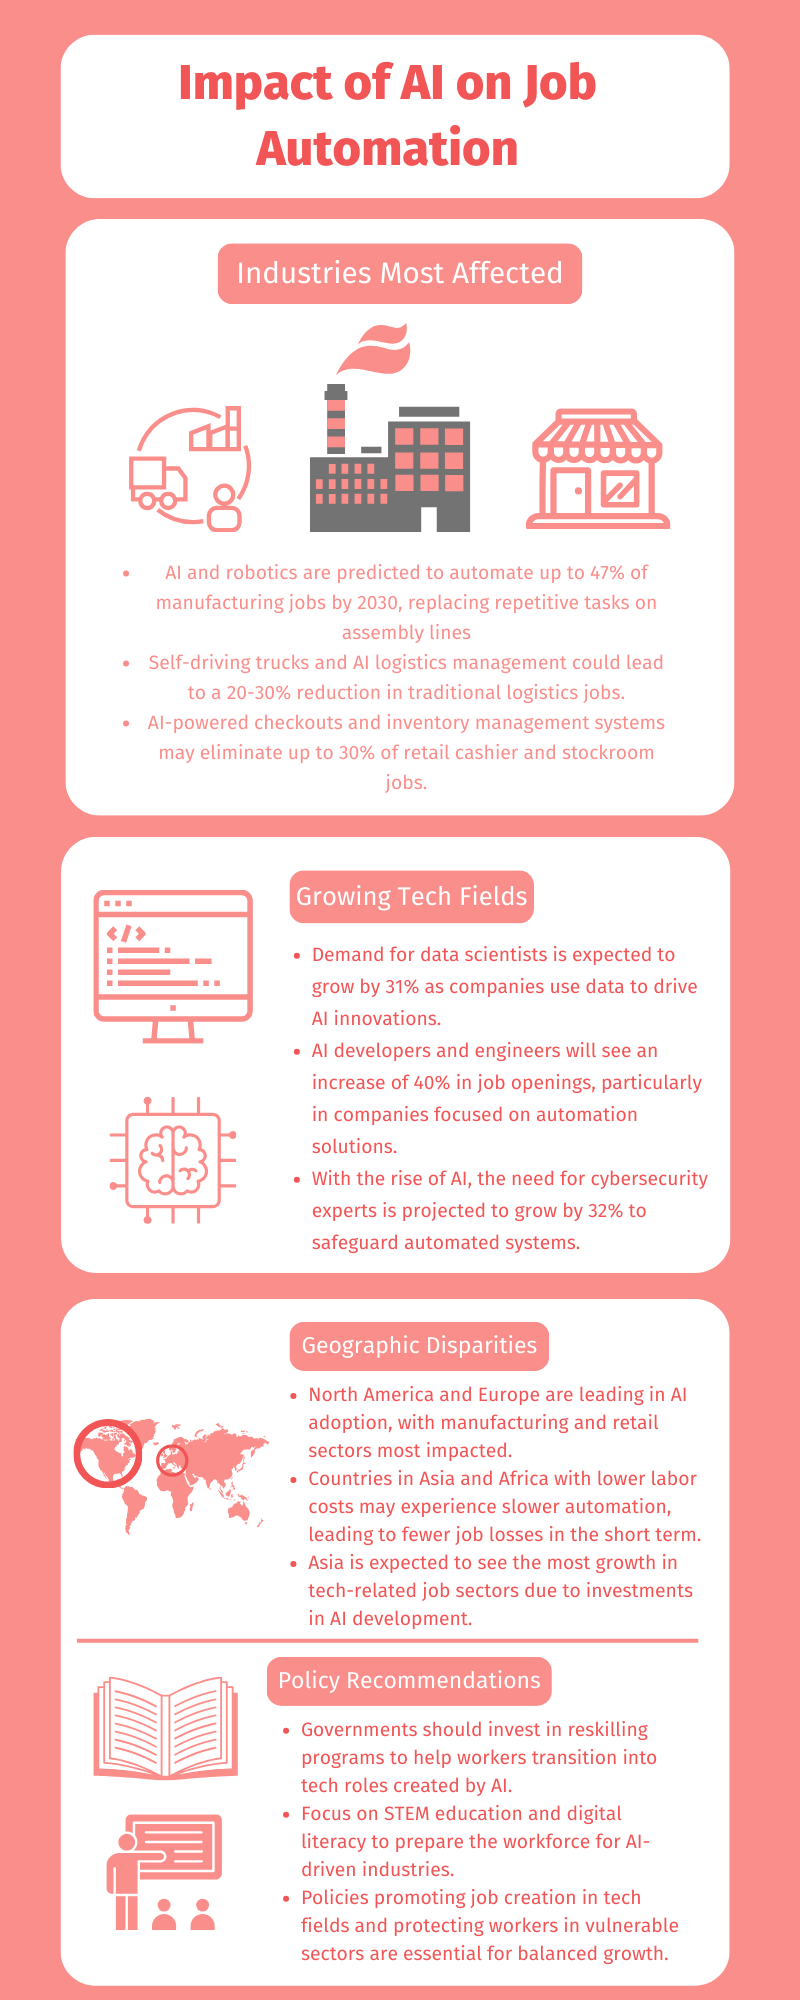 Impact of AI on Job
Automation
Industries Most Affected
• AI and robotics are predicted to automate up to 47% of
manufacturing jobs by 2030, replacing repetitive tasks on
assembly lines
• Self-driving trucks and AI logistics management could lead
to a 20-30% reduction in traditional logistics jobs.
• AI-powered checkouts and inventory management systems
may eliminate up to 30% of retail cashier and stockroom
jobs.
Growing Tech Fields
</>
• Demand for data scientists is expected to
grow by 31% as companies use data to drive
AI innovations.
• AI developers and engineers will see an
increase of 40% in job openings, particularly
in companies focused on automation
solutions.
• With the rise of AI, the need for cybersecurity
experts is projected to grow by 32% to
safeguard automated systems.
Geographic Disparities
• North America and Europe are leading in AI
adoption, with manufacturing and retail
sectors most impacted.
• Countries in Asia and Africa with lower labor
costs may experience slower automation,
leading to fewer job losses in the short term.
• Asia is expected to see the most growth in
tech-related job sectors due to investments
in AI development.
Policy Recommendations
• Governments should invest in reskilling
programs to help workers transition into
tech roles created by AI.
• Focus on STEM education and digital
literacy to prepare the workforce for AI-
driven industries.
• Policies promoting job creation in tech
fields and protecting workers in vulnerable
sectors are essential for balanced growth.